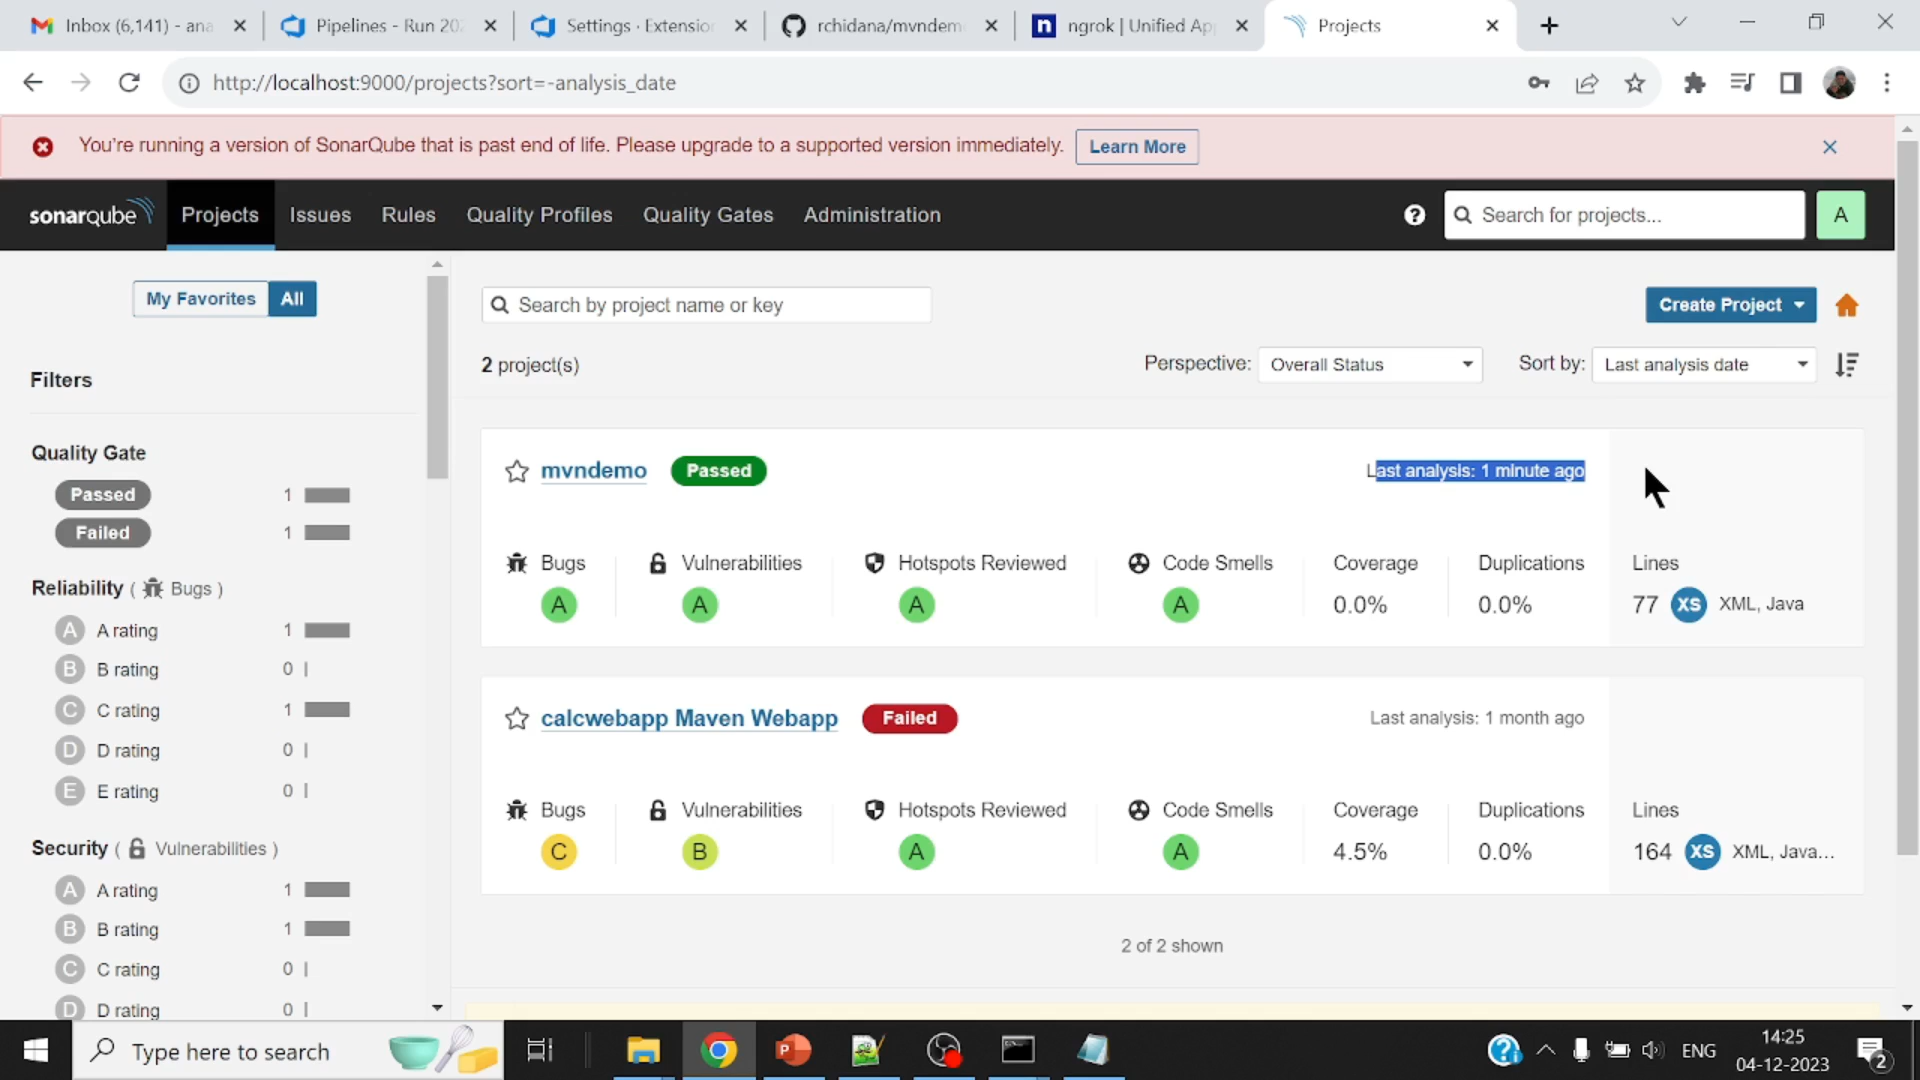 Inbox (6,141) - ana
Pipelines - Run 202
Settings · Extension
rchidana/mvndem
ngrok | Unified Ap
Projects
http://localhost:9000/projects?sort=-analysis_date
You're running a version of SonarQube that is past end of life. Please upgrade to a supported version immediately. Learn More
sonarqube Projects Issues Rules Quality Profiles Quality Gates Administration Search for projects... A
My Favorites All
Search by project name or key
Create Project
Filters
2 project(s)
Perspective: Overall Status
Sort by: Last analysis date
Quality Gate
Passed 1
Failed 1
Reliability ( Bugs )
A A rating 1
B B rating 0
C C rating 1
D D rating 0
E E rating 0
Security ( Vulnerabilities )
A A rating 1
B B rating 1
C C rating 0
D D rating 0
mvndemo Passed Last analysis: 1 minute ago
Bugs Vulnerabilities Hotspots Reviewed Code Smells Coverage Duplications Lines
A A A A 0.0% 0.0% 77 XS XML, Java
calcwebapp Maven Webapp Failed Last analysis: 1 month ago
Bugs Vulnerabilities Hotspots Reviewed Code Smells Coverage Duplications Lines
C B A A 4.5% 0.0% 164 XS XML, Java...
2 of 2 shown
Type here to search
ENG
14:25
04-12-2023
2